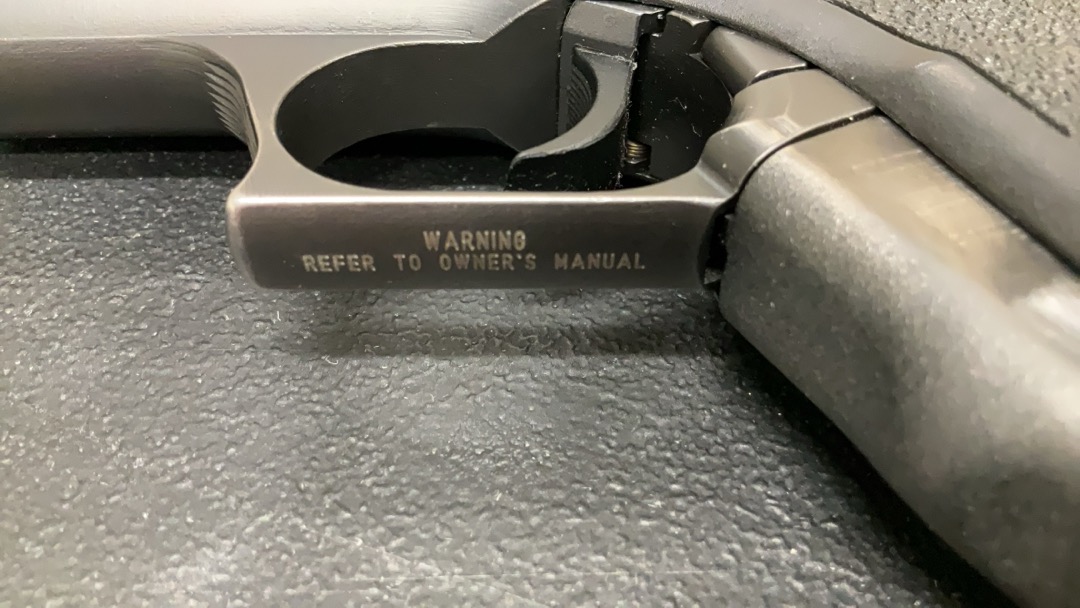 WARNING
REFER TO OWNER'S MANUAL